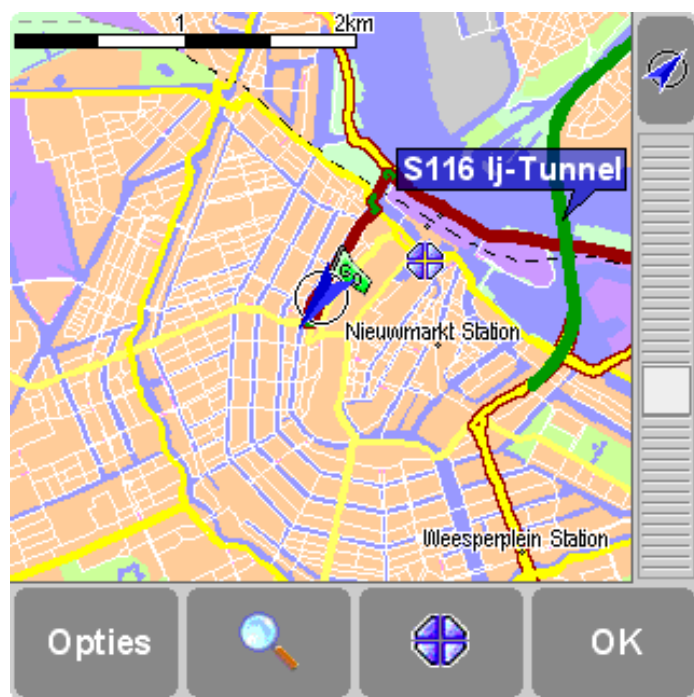 1 2km
S116 Ij-Tunnel
GO
Nieuwmarkt Station
Weesperplein Station
Opties
OK